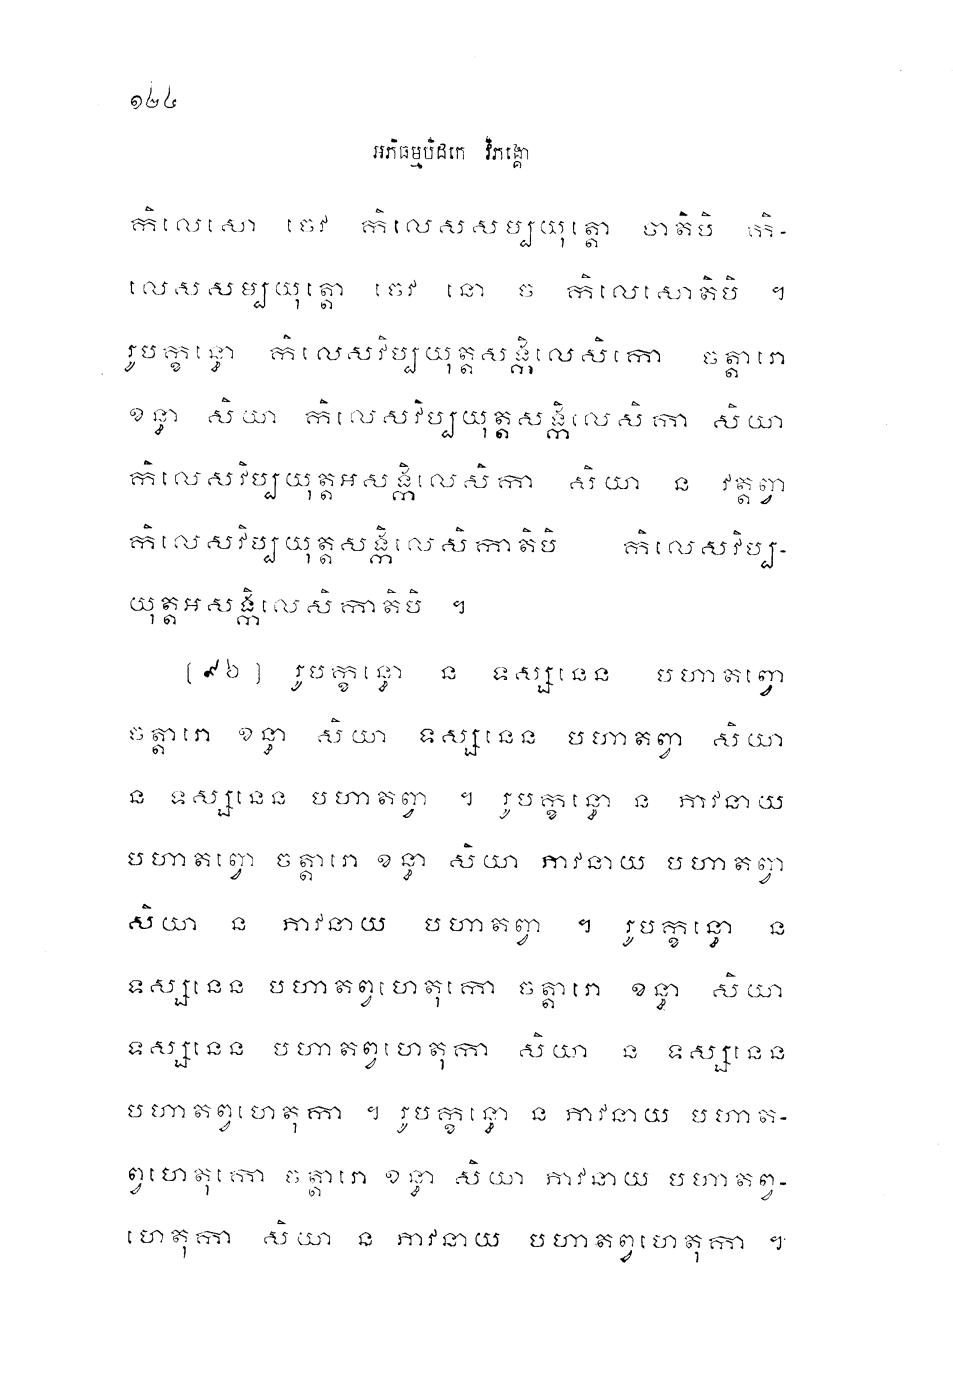 ១២៤
អភិធម្មបិដកេ វិភង្គោ
កិលេសោ ចេវ កិលេសសម្បយុត្តោ ចាតិបិ កិ-
លេសសម្បយុត្តោ ចេវ នោ ច កិលេសោតិបិ ។
រូបក្ខន្ធោ កិលេសវិប្បយុត្តសង្កិលេសិកោ ចត្តារោ
ខន្ធា សិយា កិលេសវិប្បយុត្តសង្កិលេសិកា សិយា
កិលេសវិប្បយុត្តអសង្កិលេសិកា សិយា ន វត្តព្វា
កិលេសវិប្បយុត្តសង្កិលេសិកាតិបិ កិលេសវិប្ប-
យុត្តអសង្កិលេសិកាតិបិ ។
[៩៦] រូបក្ខន្ធោ ន ទស្សនេន បហាតព្វោ
ចត្តារោ ខន្ធា សិយា ទស្សនេន បហាតព្វា សិយា
ន ទស្សនេន បហាតព្វា ។ រូបក្ខន្ធោ ន ភាវនាយ
បហាតព្វោ ចត្តារោ ខន្ធា សិយា ភាវនាយ បហាតព្វា
សិយា ន ភាវនាយ បហាតព្វា ។ រូបក្ខន្ធោ ន
ទស្សនេន បហាតព្វហេតុកោ ចត្តារោ ខន្ធា សិយា
ទស្សនេន បហាតព្វហេតុកា សិយា ន ទស្សនេន
បហាតព្វហេតុកា ។ រូបក្ខន្ធោ ន ភាវនាយ បហាត-
ព្វហេតុកោ ចត្តារោ ខន្ធា សិយា ភាវនាយ បហាតព្វ-
ហេតុកា សិយា ន ភាវនាយ បហាតព្វហេតុកា ។